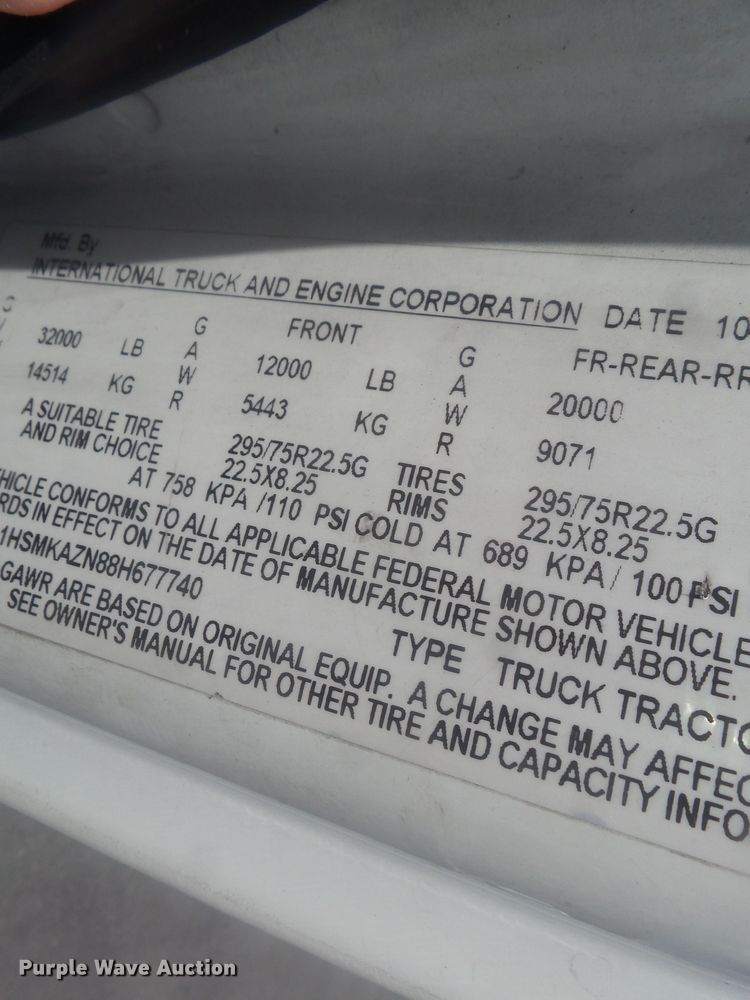 Mfd. By
INTERNATIONAL TRUCK AND ENGINE CORPORATION DATE 10
G FRONT G FR-REAR-RR
32000 LB A 12000 LB A 20000
14514 KG W 5443 KG W 9071
R R
A SUITABLE TIRE 295/75R22.5G TIRES 295/75R22.5G
AND RIM CHOICE 22.5X8.25 RIMS 22.5X8.25
AT 758 KPA /110 PSI COLD AT 689 KPA/ 100 PSI
HICLE CONFORMS TO ALL APPLICABLE FEDERAL MOTOR VEHICLE
RDS IN EFFECT ON THE DATE OF MANUFACTURE SHOWN ABOVE.
1HSMKAZN88H677740 TYPE TRUCK TRACTO
GAWR ARE BASED ON ORIGINAL EQUIP. A CHANGE MAY AFFEC
SEE OWNER'S MANUAL FOR OTHER TIRE AND CAPACITY INFO
Purple Wave Auction